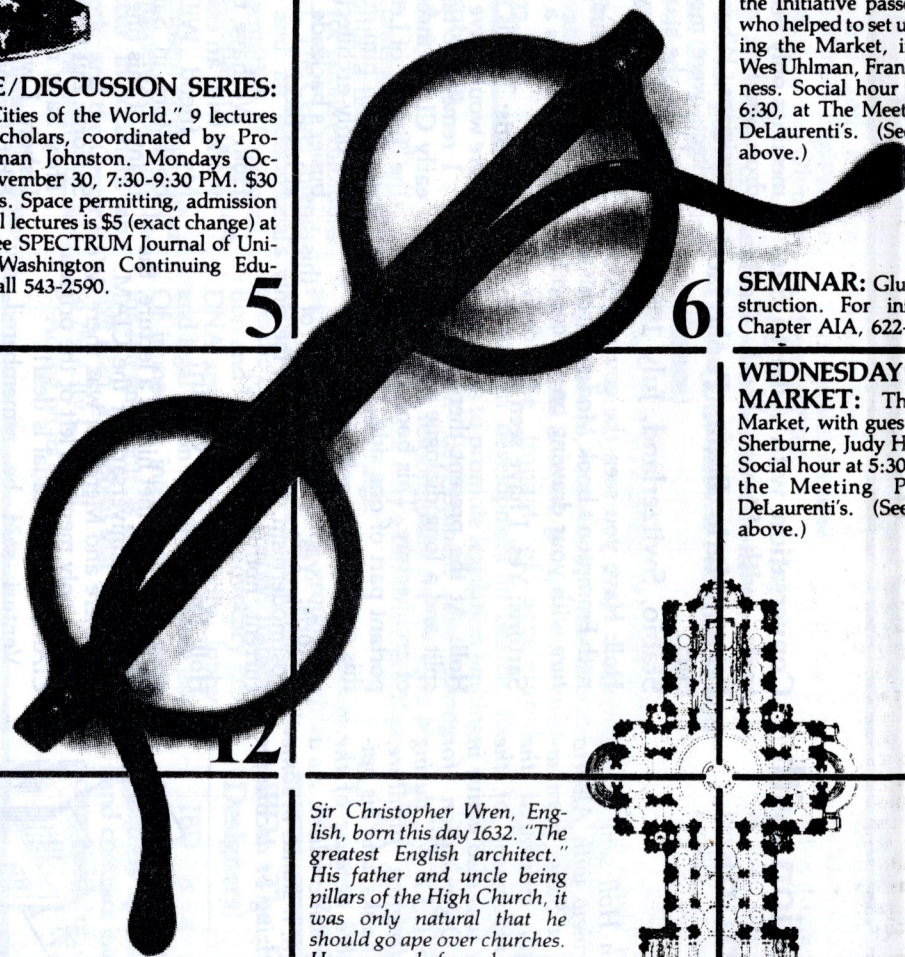 E/DISCUSSION SERIES:
Cities of the World." 9 lectures
cholars, coordinated by Pro-
man Johnston. Mondays Oc-
vember 30, 7:30-9:30 PM. $30
s. Space permitting, admission
l lectures is $5 (exact change) at
ee SPECTRUM Journal of Uni-
Washington Continuing Edu-
all 543-2590.
5
6
the Initiative passe
who helped to set u
ing the Market, i
Wes Uhlman, Fran
ness. Social hour
6:30, at The Meet
DeLaurenti's. (See
above.)
SEMINAR: Glu
struction. For in
Chapter AIA, 622-
WEDNESDAY
MARKET: Th
Market, with gues
Sherburne, Judy H
Social hour at 5:30
the Meeting P
DeLaurenti's. (See
above.)
12
Sir Christopher Wren, Eng-
lish, born this day 1632. "The
greatest English architect."
His father and uncle being
pillars of the High Church, it
was only natural that he
should go ape over churches.